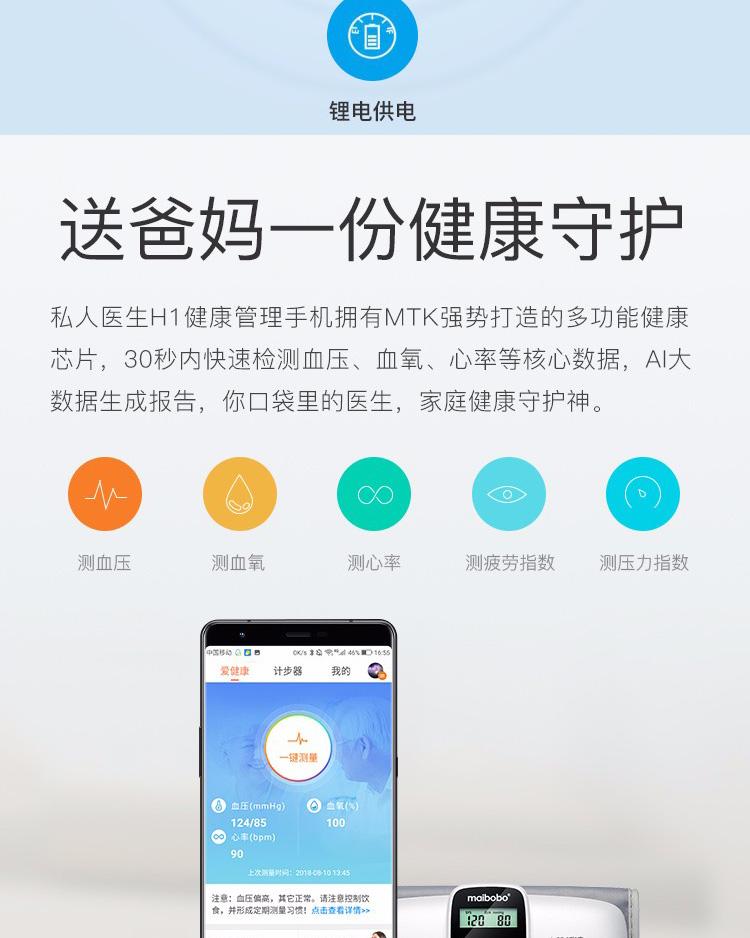 锂电供电
送爸妈一份健康守护
私人医生H1健康管理手机拥有MTK强势打造的多功能健康
芯片，30秒内快速检测血压、血氧、心率等核心数据，AI大
数据生成报告，你口袋里的医生，家庭健康守护神。
测血压 测血氧 测心率 测疲劳指数 测压力指数
中国移动 0K/s 46% 16:55
爱健康 计步器 我的
一键测量
血压(mmHg) 血氧(%)
124/85 100
心率(bpm)
90
上次测量时间：2018-08-10 13:45
注意：血压偏高，其它正常。请注意控制饮
食，并形成定期测量习惯！点击查看详情>>
maibobo
120 80